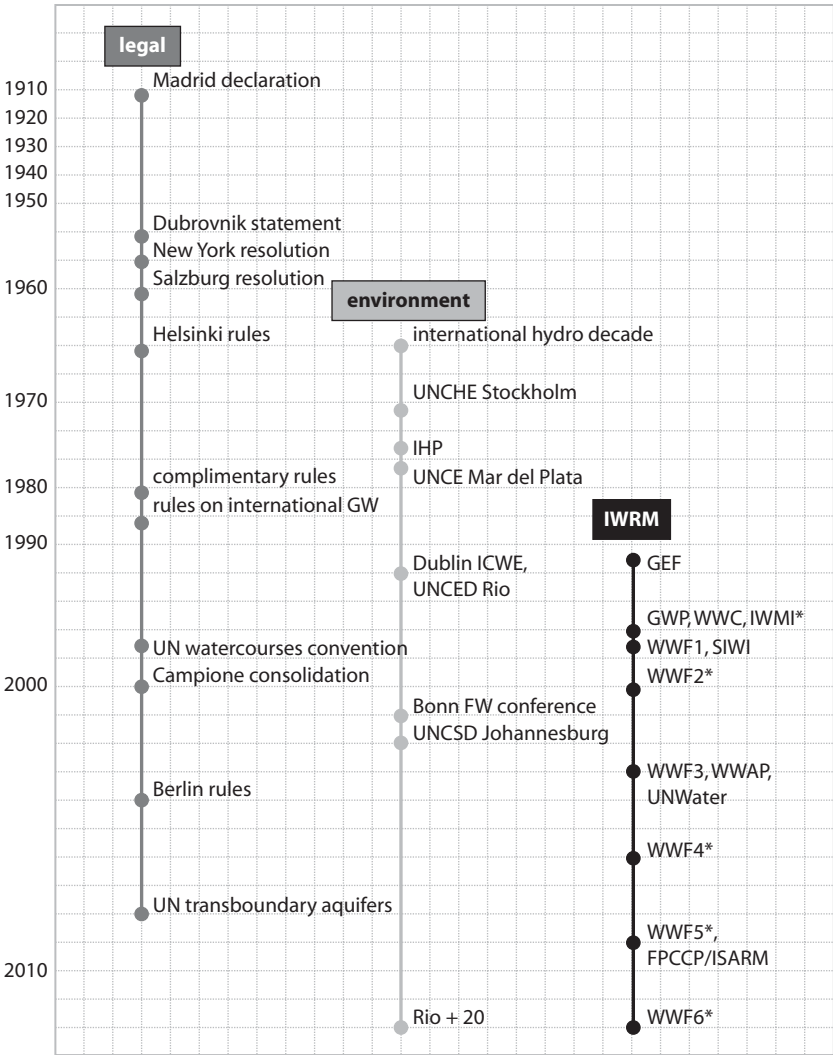 legal
Madrid declaration
1910
1920
1930
1940
1950
Dubrovnik statement
New York resolution
Salzburg resolution
1960
environment
Helsinki rules
international hydro decade
UNCHE Stockholm
1970
IHP
complimentary rules
UNCE Mar del Plata
1980
rules on international GW
IWRM
1990
Dublin ICWE,
UNCED Rio
GEF
GWP, WWC, IWMI*
UN watercourses convention
WWF1, SIWI
Campione consolidation
WWF2*
2000
Bonn FW conference
UNCSD Johannesburg
WWF3, WWAP,
UNWater
Berlin rules
WWF4*
UN transboundary aquifers
WWF5*,
FPCCP/ISARM
2010
Rio + 20
WWF6*